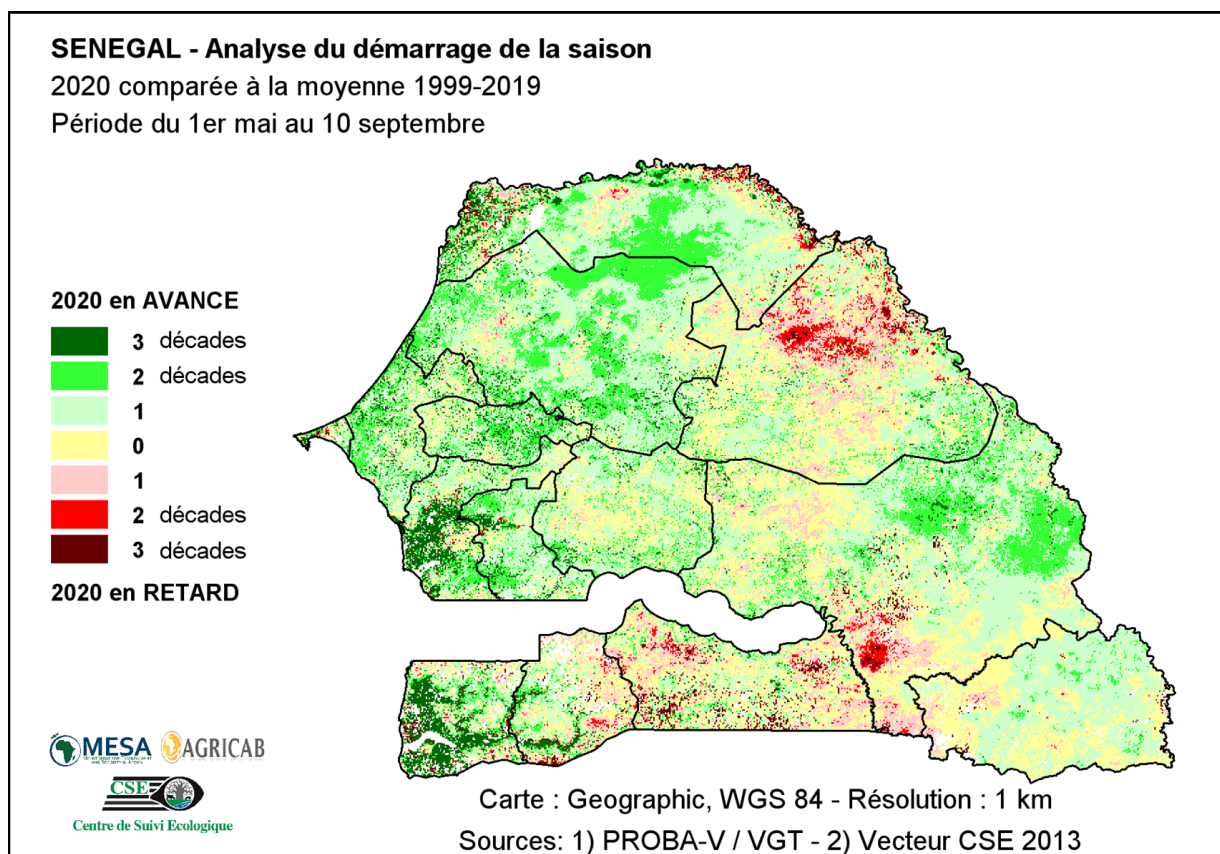 SENEGAL - Analyse du démarrage de la saison
2020 comparée à la moyenne 1999-2019
Période du 1er mai au 10 septembre
2020 en AVANCE
3 décades
2 décades
1
0
1
2 décades
3 décades
2020 en RETARD
MESA
AGRICAB
CSE
Centre de Suivi Ecologique
Carte : Geographic, WGS 84 - Résolution : 1 km
Sources: 1) PROBA-V / VGT - 2) Vecteur CSE 2013